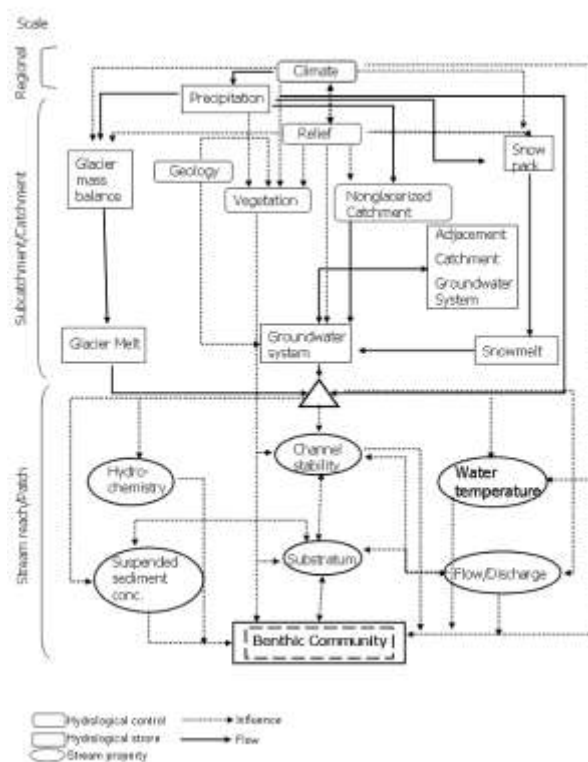 Scale
Regional
Climate
Precipitation
Relief
Snow
pack
Glacier
mass
balance
Geology
Vegetation
Nonglacerized
Catchment
Subcatchment/Catchment
Adjacement
Catchment
Groundwater
System
Glacier Melt
Groundwater
system
Snowmelt
Stream reach/Patch
Channel
stability
Hydro-
chemistry
Water
temperature
Suspended
sediment
conc.
Substratum
Flow/Discharge
Benthic Community
Hydrological control
Influence
Hydrological store
Flow
Stream property